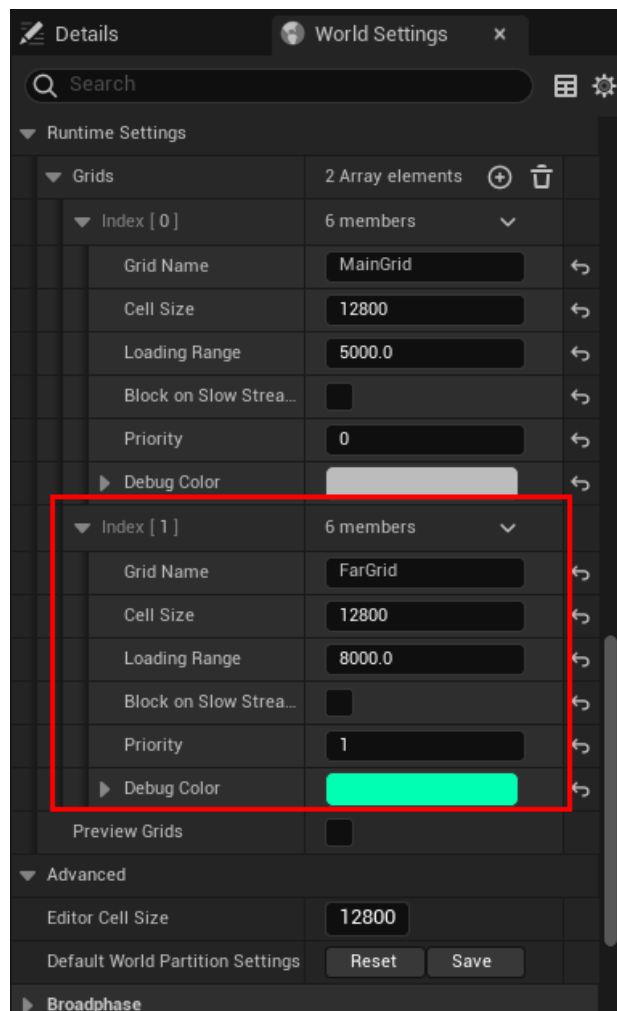 Details
World Settings
Search
Runtime Settings
Grids 2 Array elements
Index [ 0 ] 6 members
Grid Name MainGrid
Cell Size 12800
Loading Range 5000.0
Block on Slow Strea...
Priority 0
Debug Color
Index [ 1 ] 6 members
Grid Name FarGrid
Cell Size 12800
Loading Range 8000.0
Block on Slow Strea...
Priority 1
Debug Color
Preview Grids
Advanced
Editor Cell Size 12800
Default World Partition Settings Reset Save
Broadphase